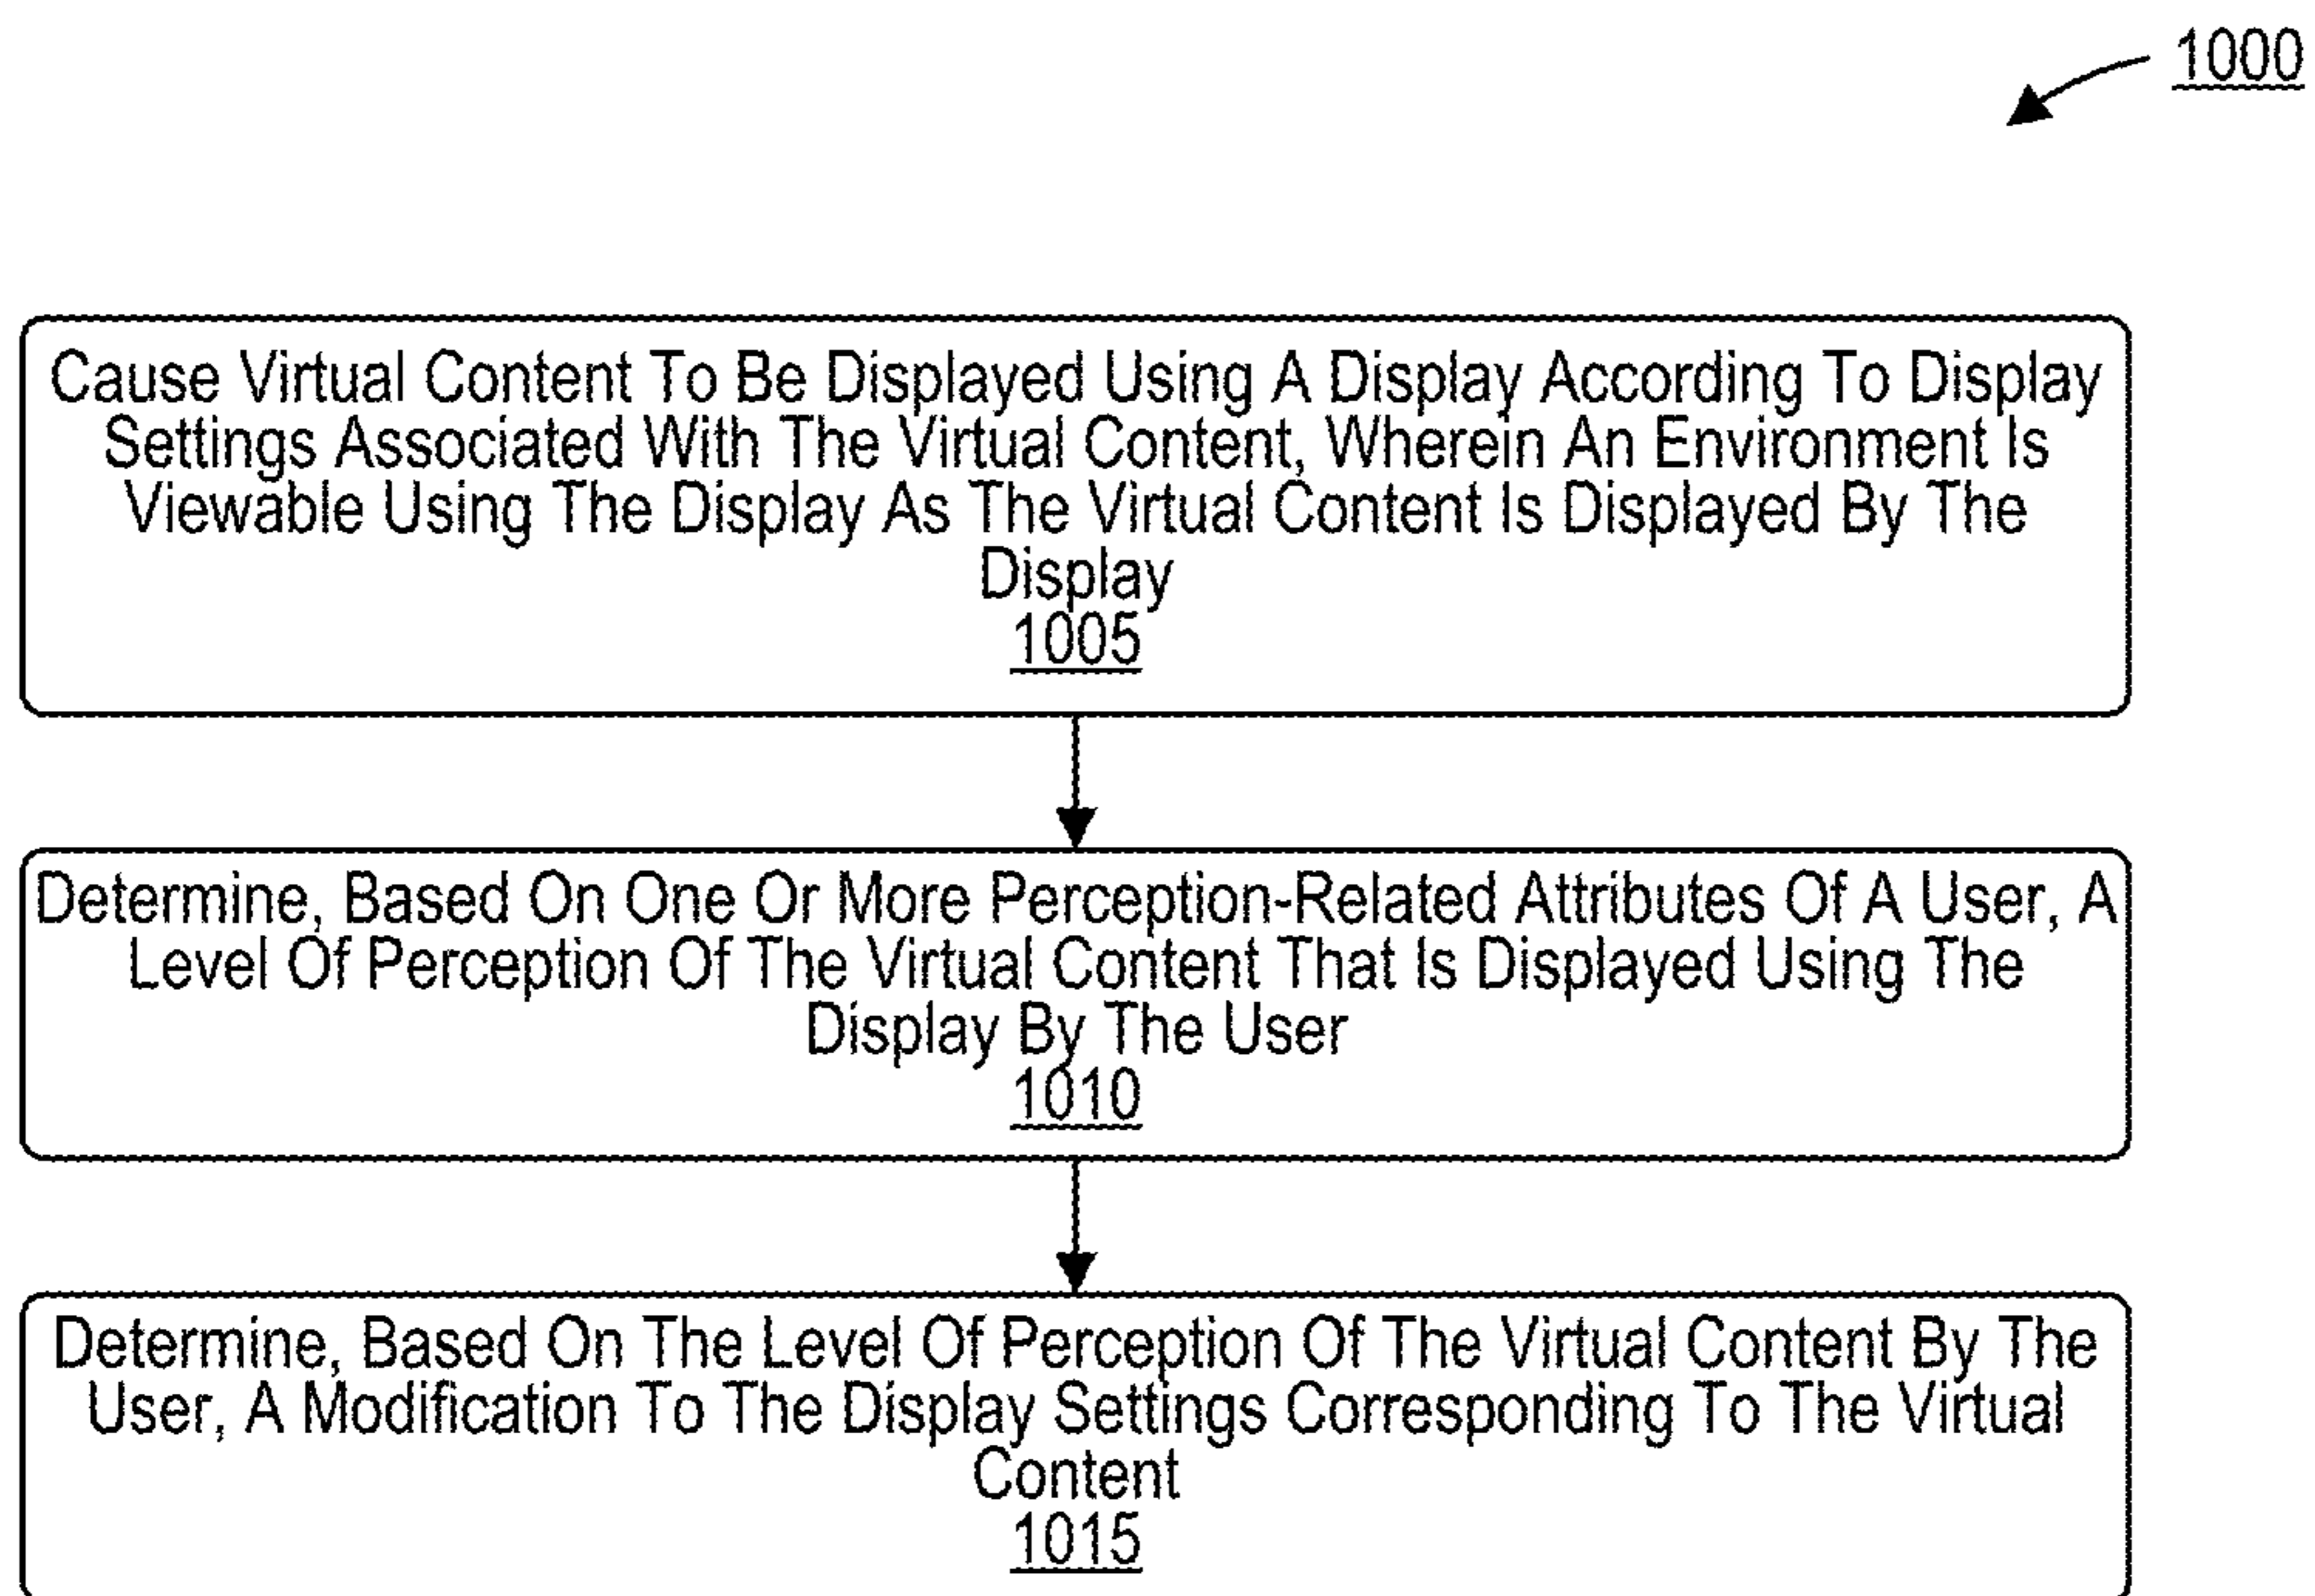 1000
Cause Virtual Content To Be Displayed Using A Display According To Display
Settings Associated With The Virtual Content, Wherein An Environment Is
Viewable Using The Display As The Virtual Content Is Displayed By The
Display
1005
Determine, Based On One Or More Perception-Related Attributes Of A User, A
Level Of Perception Of The Virtual Content That Is Displayed Using The
Display By The User
1010
Determine, Based On The Level Of Perception Of The Virtual Content By The
User, A Modification To The Display Settings Corresponding To The Virtual
Content
1015